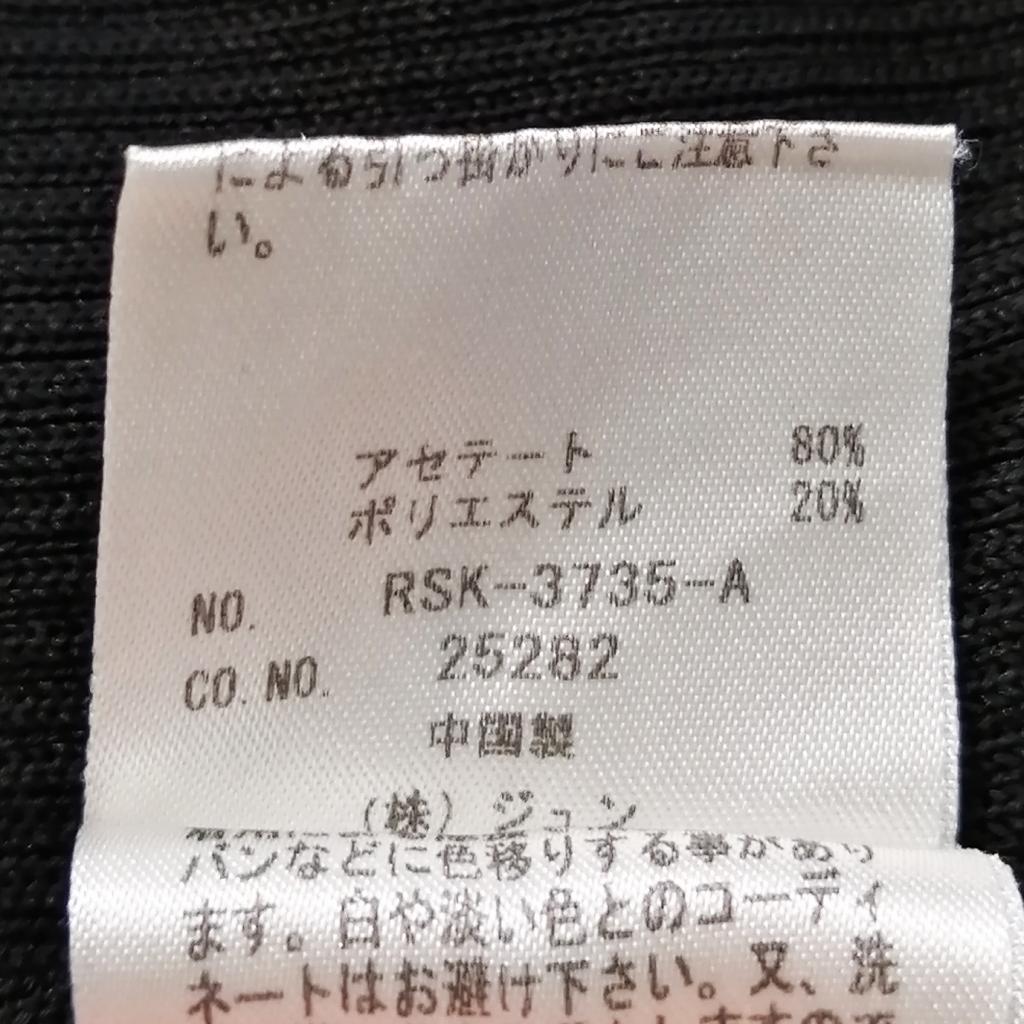 による引っ掛かりにご注意下さ
い。
アセテート 80%
ポリエステル 20%
NO. RSK-3735-A
CO. NO. 25282
中国製
(株) ジュン
バンなどに色移りする事があり
ます。白や淡い色とのコーディ
ネートはお避け下さい。又、洗